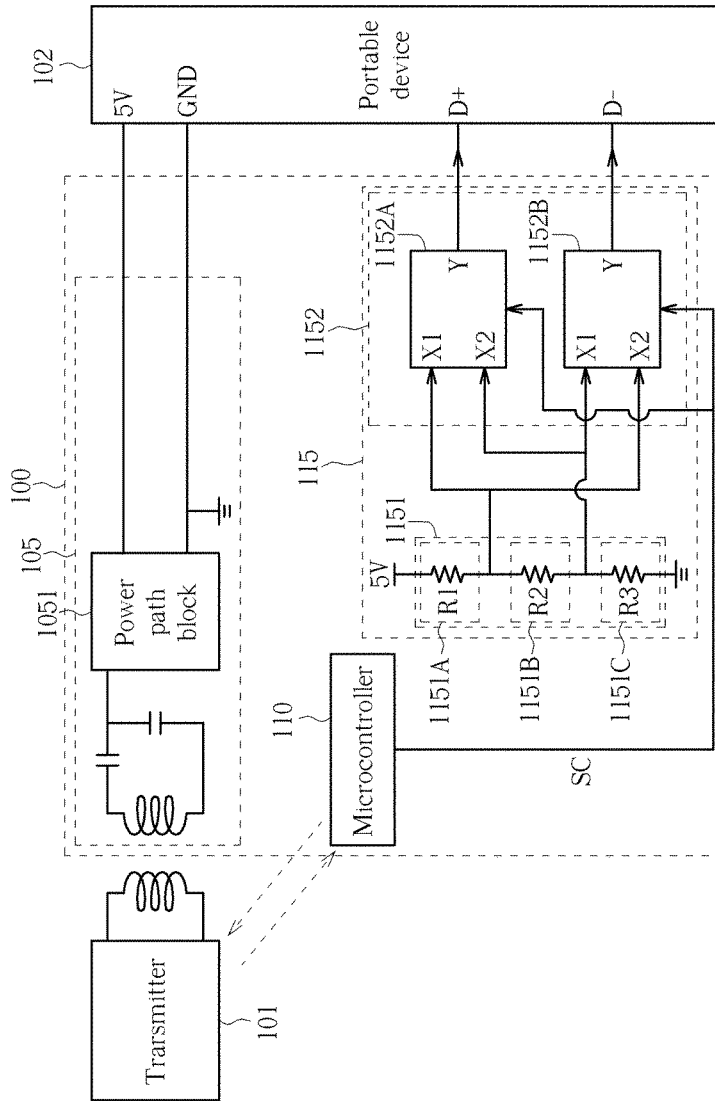 Trarsmitter
101
100
105
1051
Power
path
block
5V
GND
102
Portable
device
D+
D-
110
Microcontroller
SC
115
1151
5V
R1
R2
R3
1151A
1151B
1151C
1152
1152A
X1
X2
Y
1152B
X1
X2
Y